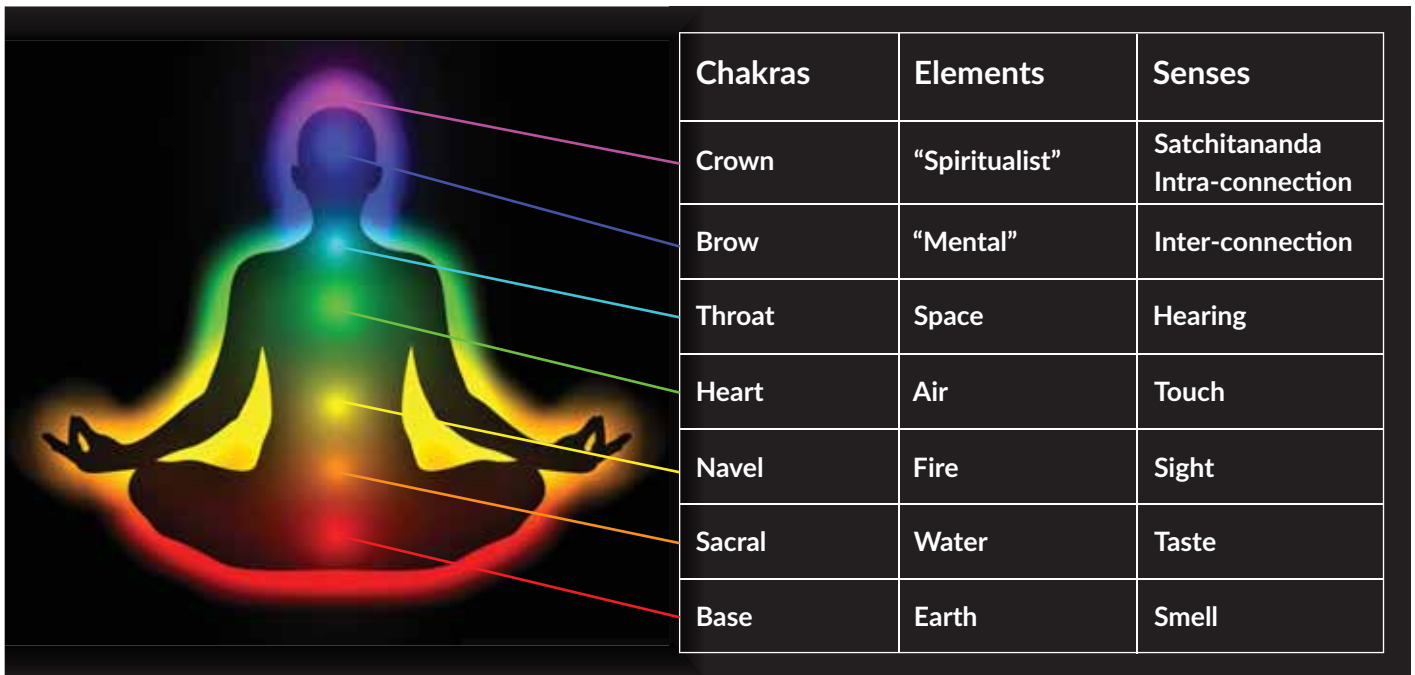 Chakras Elements Senses
Crown “Spiritualist” Satchitananda
Intra-connection
Brow “Mental” Inter-connection
Throat Space Hearing
Heart Air Touch
Navel Fire Sight
Sacral Water Taste
Base Earth Smell